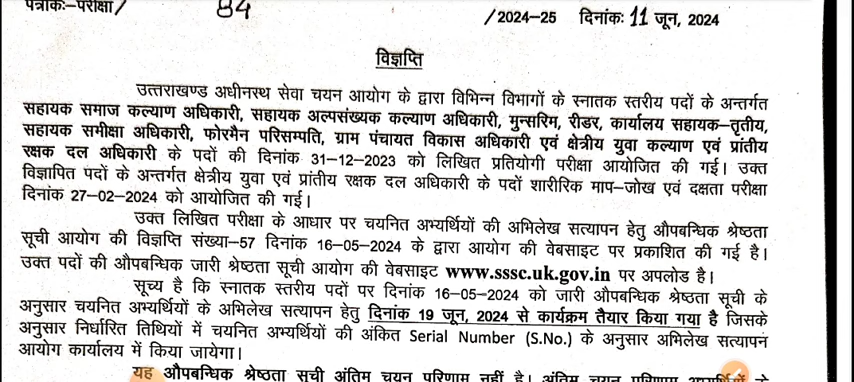 पत्रांकः–परीक्षा/ 84 /2024–25 दिनांकः 11 जून, 2024
विज्ञप्ति
उत्तराखण्ड अधीनस्थ सेवा चयन आयोग के द्वारा विभिन्न विभागों के स्नातक स्तरीय पदों के अन्तर्गत
सहायक समाज कल्याण अधिकारी, सहायक अल्पसंख्यक कल्याण अधिकारी, मुन्सरिम, रीडर, कार्यालय सहायक–तृतीय,
सहायक समीक्षा अधिकारी, फोरमैन परिसम्पति, ग्राम पंचायत विकास अधिकारी एवं क्षेत्रीय युवा कल्याण एवं प्रांतीय
रक्षक दल अधिकारी के पदों की दिनांक 31–12–2023 को लिखित प्रतियोगी परीक्षा आयोजित की गई। उक्त
विज्ञापित पदों के अन्तर्गत क्षेत्रीय युवा एवं प्रांतीय रक्षक दल अधिकारी के पदों शारीरिक माप–जोख एवं दक्षता परीक्षा
दिनांक 27–02–2024 को आयोजित की गई।
उक्त लिखित परीक्षा के आधार पर चयनित अभ्यर्थियों की अभिलेख सत्यापन हेतु औपबन्धिक श्रेष्ठता
सूची आयोग की विज्ञप्ति संख्या–57 दिनांक 16–05–2024 के द्वारा आयोग की वेबसाइट पर प्रकाशित की गई है।
उक्त पदों की औपबन्धिक जारी श्रेष्ठता सूची आयोग की वेबसाइट www.sssc.uk.gov.in पर अपलोड है।
सूच्य है कि स्नातक स्तरीय पदों पर दिनांक 16–05–2024 को जारी औपबन्धिक श्रेष्ठता सूची के
अनुसार चयनित अभ्यर्थियों के अभिलेख सत्यापन हेतु दिनांक 19 जून, 2024 से कार्यक्रम तैयार किया गया है जिसके
अनुसार निर्धारित तिथियों में चयनित अभ्यर्थियों की अंकित Serial Number (S.No.) के अनुसार अभिलेख सत्यापन
आयोग कार्यालय में किया जायेगा।
यह औपबन्धिक श्रेष्ठता सूची अंतिम चयन परिणाम नहीं है। अंतिम चयन परिणाम